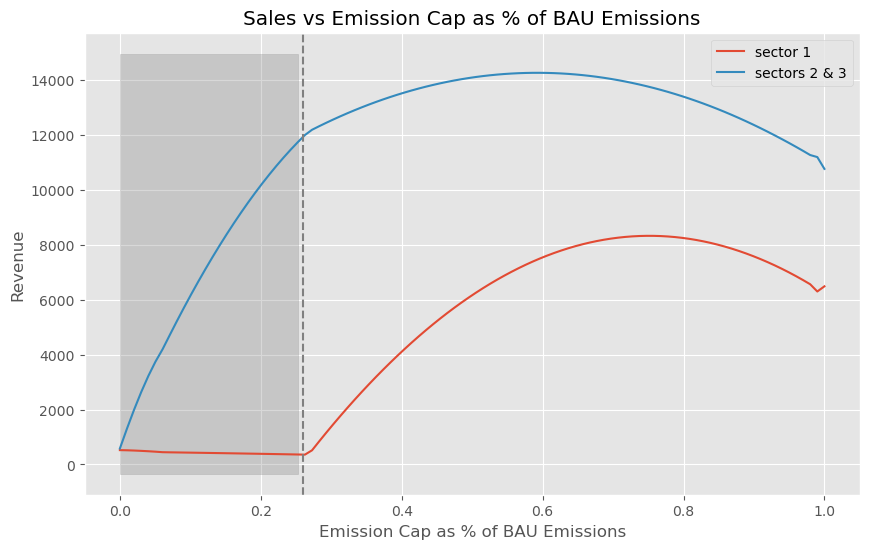 Sales vs Emission Cap as % of BAU Emissions
sector 1
sectors 2 & 3
14000
12000
10000
8000
6000
4000
2000
0
Revenue
0.0 0.2 0.4 0.6 0.8 1.0
Emission Cap as % of BAU Emissions